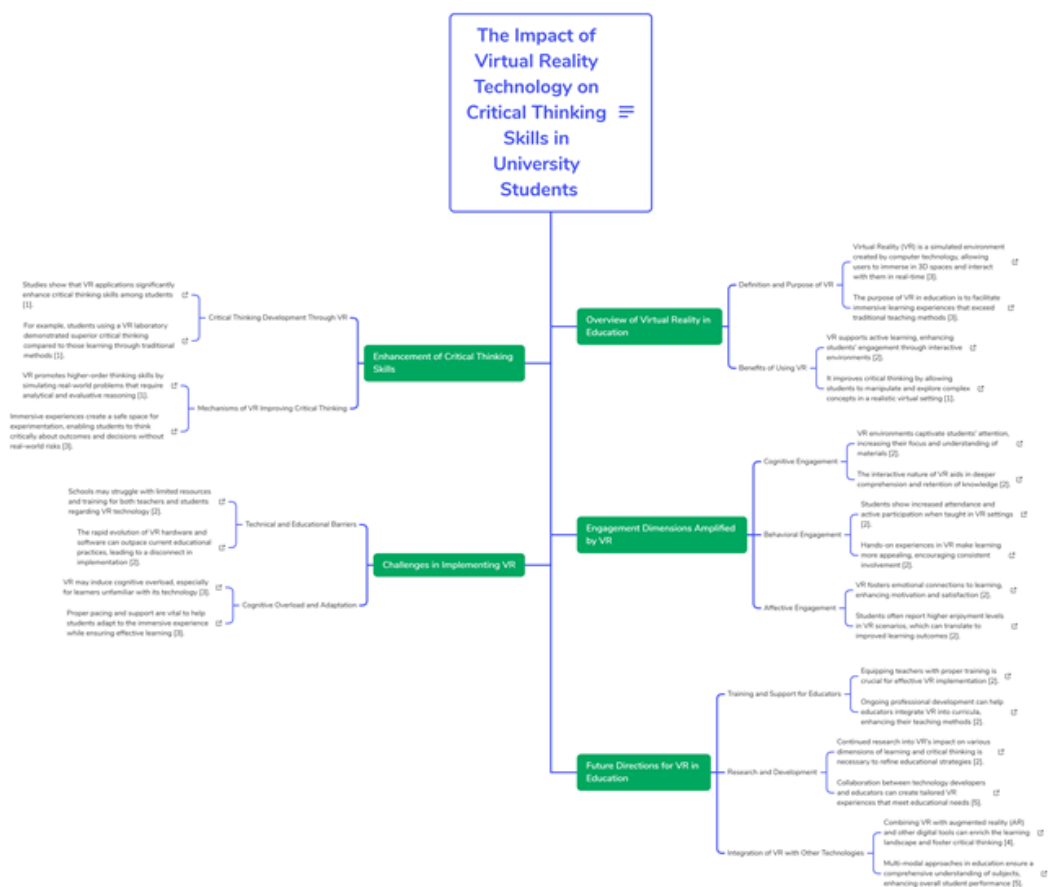 The Impact of
Virtual Reality
Technology on
Critical Thinking
Skills in
University
Students
Studies show that VR applications significantly
enhance critical thinking skills among students
[1].
For example, students using a VR laboratory
demonstrated superior critical thinking
compared to those learning through traditional
methods [1].
Critical Thinking Development Through VR
VR promotes higher-order thinking skills by
simulating real-world problems that require
analytical and evaluative reasoning [1].
Immersive experiences create a safe space for
experimentation, enabling students to think
critically about outcomes and decisions without
real-world risks [3].
Mechanisms of VR Improving Critical Thinking
Enhancement of Critical Thinking
Skills
Schools may struggle with limited resources
and training for both teachers and students
regarding VR technology [2].
The rapid evolution of VR hardware and
software can outpace current educational
practices, leading to a disconnect in
implementation [2].
Technical and Educational Barriers
VR may induce cognitive overload, especially
for learners unfamiliar with its technology [3].
Proper pacing and support are vital to help
students adapt to the immersive experience
while ensuring effective learning [3].
Cognitive Overload and Adaptation
Challenges in Implementing VR
Overview of Virtual Reality in
Education
Definition and Purpose of VR
Virtual Reality (VR) is a simulated environment
created by computer technology, allowing
users to immerse in 3D spaces and interact
with them in real-time [3].
The purpose of VR in education is to facilitate
immersive learning experiences that exceed
traditional teaching methods [3].
Benefits of Using VR
VR supports active learning, enhancing
students' engagement through interactive
environments [2].
It improves critical thinking by allowing
students to manipulate and explore complex
concepts in a realistic virtual setting [1].
Engagement Dimensions Amplified
by VR
Cognitive Engagement
VR environments captivate students' attention,
increasing their focus and understanding of
materials [2].
The interactive nature of VR aids in deeper
comprehension and retention of knowledge [2].
Behavioral Engagement
Students show increased attendance and
active participation when taught in VR settings
[2].
Hands-on experiences in VR make learning
more appealing, encouraging consistent
involvement [2].
Affective Engagement
VR fosters emotional connections to learning,
enhancing motivation and satisfaction [2].
Students often report higher enjoyment levels
in VR scenarios, which can translate to
improved learning outcomes [2].
Future Directions for VR in
Education
Training and Support for Educators
Equipping teachers with proper training is
crucial for effective VR implementation [2].
Ongoing professional development can help
educators integrate VR into curricula,
enhancing their teaching methods [2].
Research and Development
Continued research into VR's impact on various
dimensions of learning and critical thinking is
necessary to refine educational strategies [2].
Collaboration between technology developers
and educators can create tailored VR
experiences that meet educational needs [5].
Integration of VR with Other Technologies
Combining VR with augmented reality (AR)
and other digital tools can enrich the learning
landscape and foster critical thinking [4].
Multi-modal approaches in education ensure a
comprehensive understanding of subjects,
enhancing overall student performance [5].